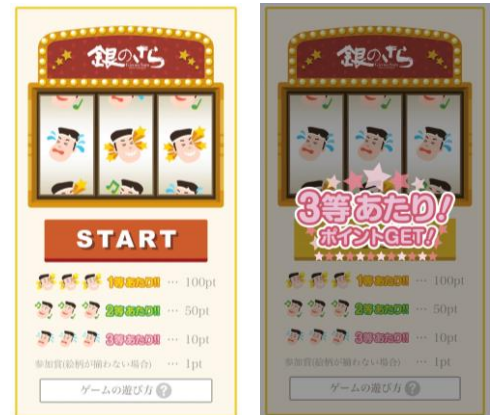 銀のさら
START
1等あたり!! … 100pt
2等あたり!! … 50pt
3等あたり!! … 10pt
参加賞(絵柄が揃わない場合) … 1pt
ゲームの遊び方 ?
銀のさら
3等あたり!
ポイントGET!
1等あたり!! … 100pt
2等あたり!! … 50pt
3等あたり!! … 10pt
参加賞(絵柄が揃わない場合) … 1pt
ゲームの遊び方 ?